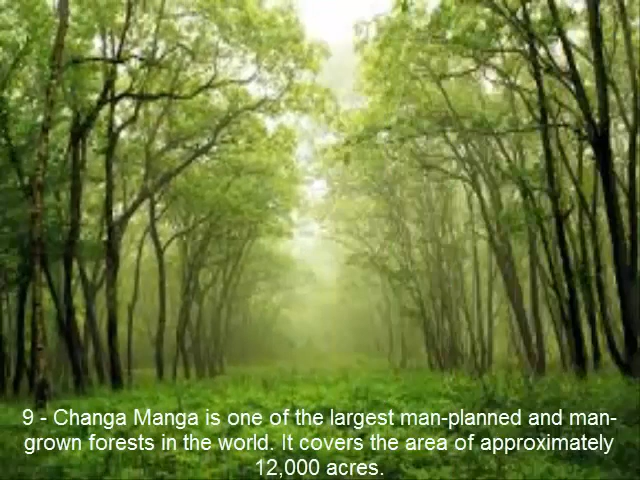 9 - Changa Manga is one of the largest man-planned and man-
grown forests in the world. It covers the area of approximately
12,000 acres.